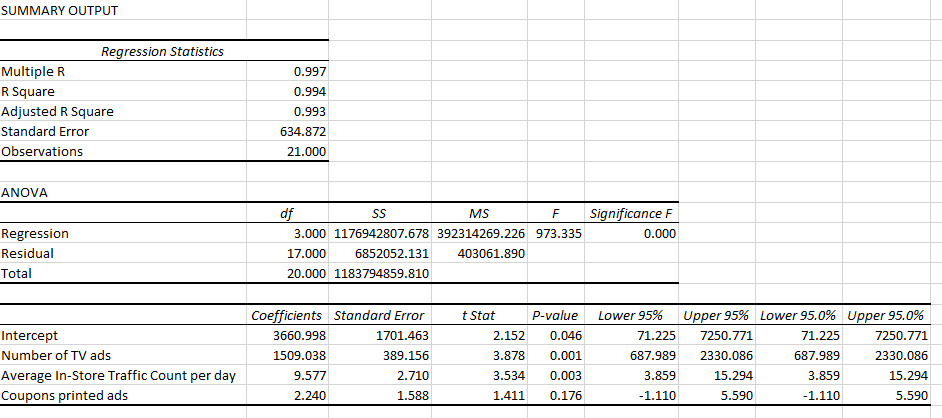 SUMMARY OUTPUT
Regression Statistics
Multiple R 0.997
R Square 0.994
Adjusted R Square 0.993
Standard Error 634.872
Observations 21.000
ANOVA
df SS MS F Significance F
Regression 3.000 1176942807.678 392314269.226 973.335 0.000
Residual 17.000 6852052.131 403061.890
Total 20.000 1183794859.810
Coefficients Standard Error t Stat P-value Lower 95% Upper 95% Lower 95.0% Upper 95.0%
Intercept 3660.998 1701.463 2.152 0.046 71.225 7250.771 71.225 7250.771
Number of TV ads 1509.038 389.156 3.878 0.001 687.989 2330.086 687.989 2330.086
Average In-Store Traffic Count per day 9.577 2.710 3.534 0.003 3.859 15.294 3.859 15.294
Coupons printed ads 2.240 1.588 1.411 0.176 -1.110 5.590 -1.110 5.590